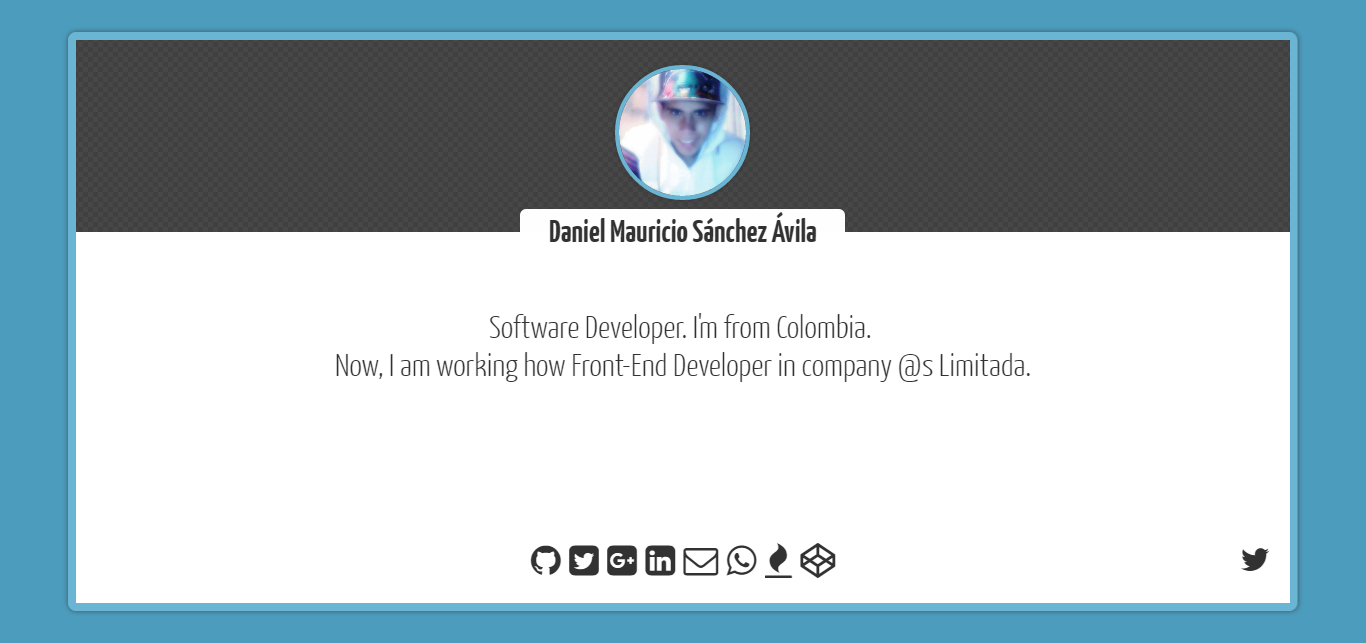 Daniel Mauricio Sánchez Ávila
Software Developer. I'm from Colombia.
Now, I am working how Front-End Developer in company @s Limitada.